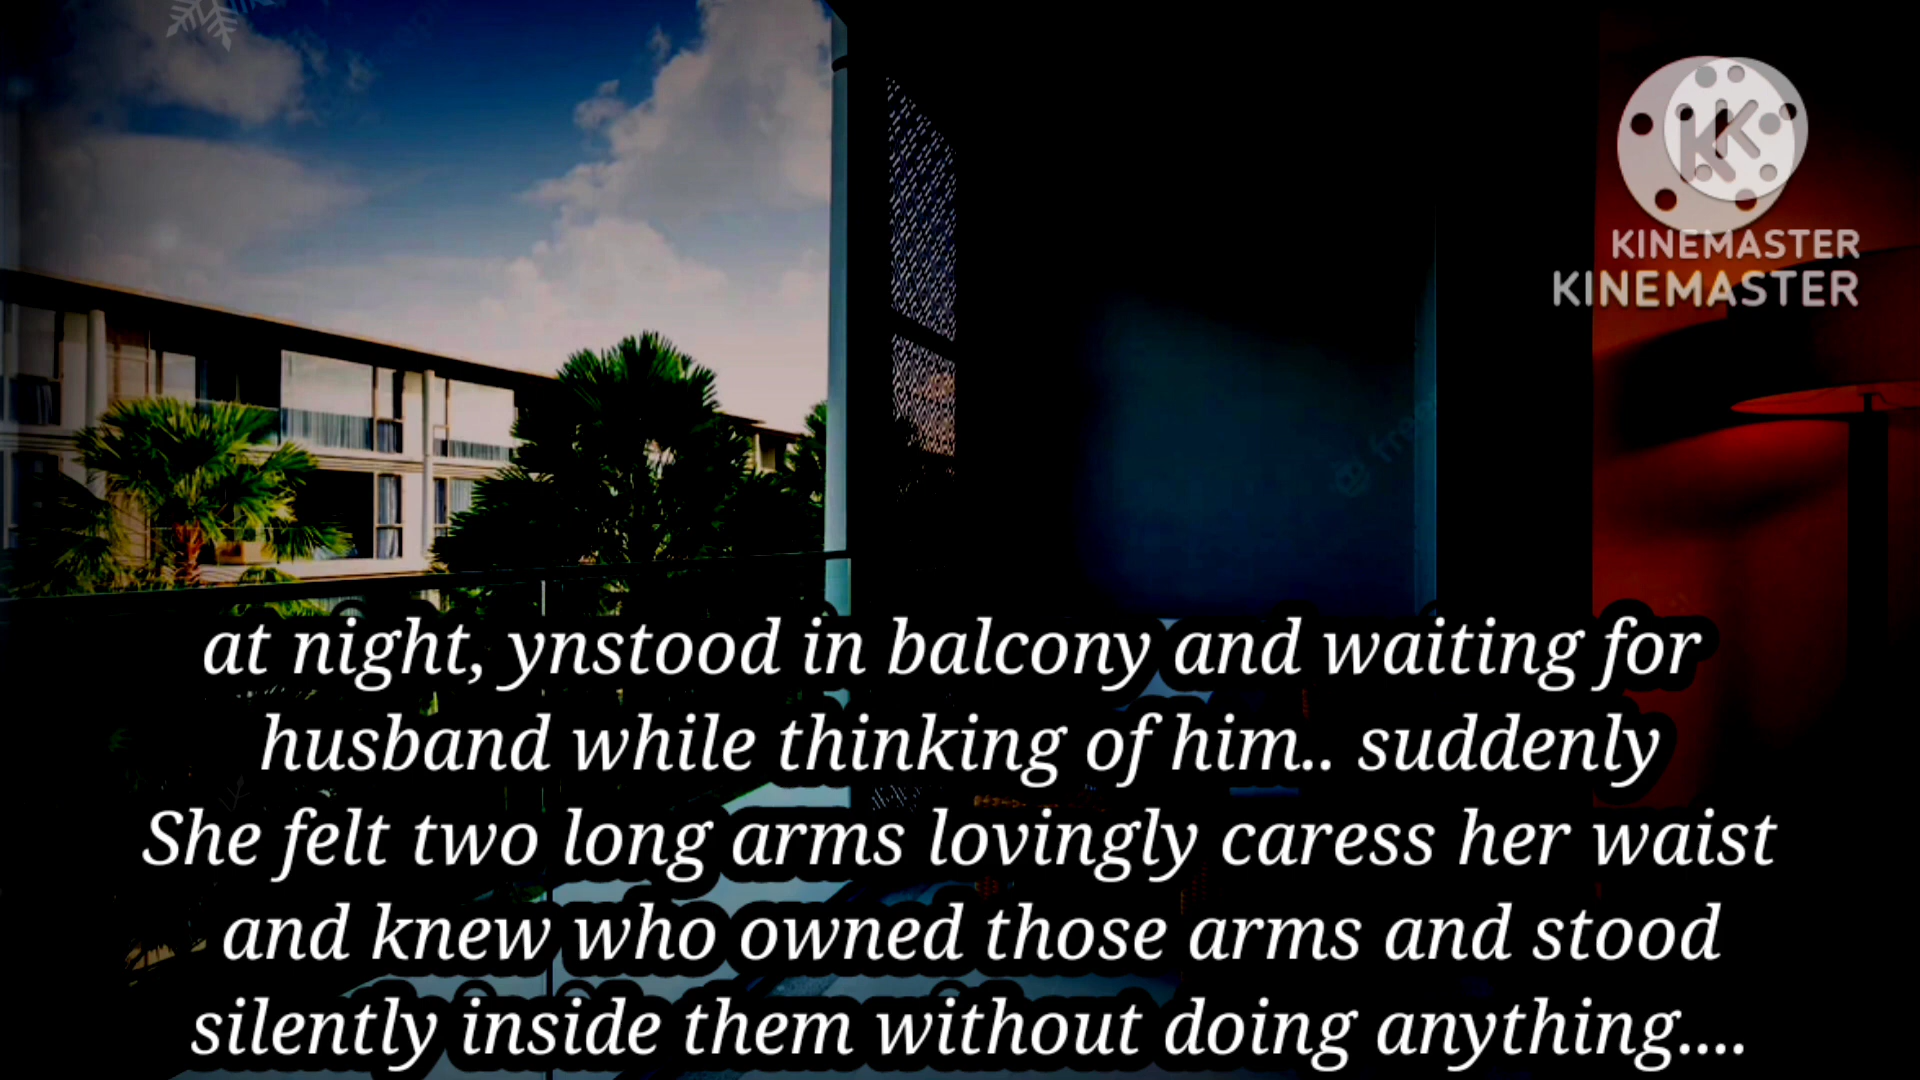 KINEMASTER
KINEMASTER
at night, ynstood in balcony and waiting for
husband while thinking of him.. suddenly
She felt two long arms lovingly caress her waist
and knew who owned those arms and stood
silently inside them without doing anything....